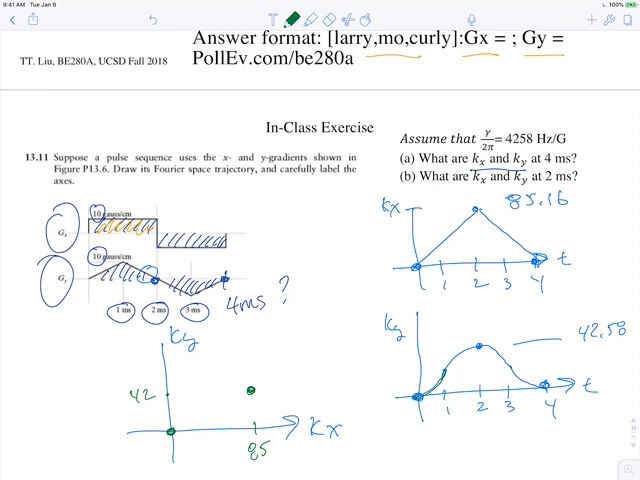 9:41 AM Tue Jan 9
100%
Answer format: [larry,mo,curly]:Gx = ; Gy =
TT. Liu, BE280A, UCSD Fall 2018
PollEv.com/be280a
In-Class Exercise
Assume that γ/2π = 4258 Hz/G
13.11 Suppose a pulse sequence uses the x- and y-gradients shown in
Figure P13.6. Draw its Fourier space trajectory, and carefully label the
axes.
(a) What are kx and ky at 4 ms?
(b) What are kx and ky at 2 ms?
10 gauss/cm
Gx
10 gauss/cm
Gy
1 ms 2 ms 3 ms 4ms ?
kx
85.16
1 2 3 4 t
ky
42.58
1 2 3 4 t
Ky
42
85
Kx